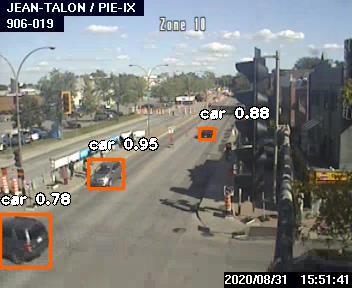 JEAN-TALON / PIE-IX
906-019
Zone 10
car 0.88
car 0.95
car 0.78
2020/08/31 15:51:41